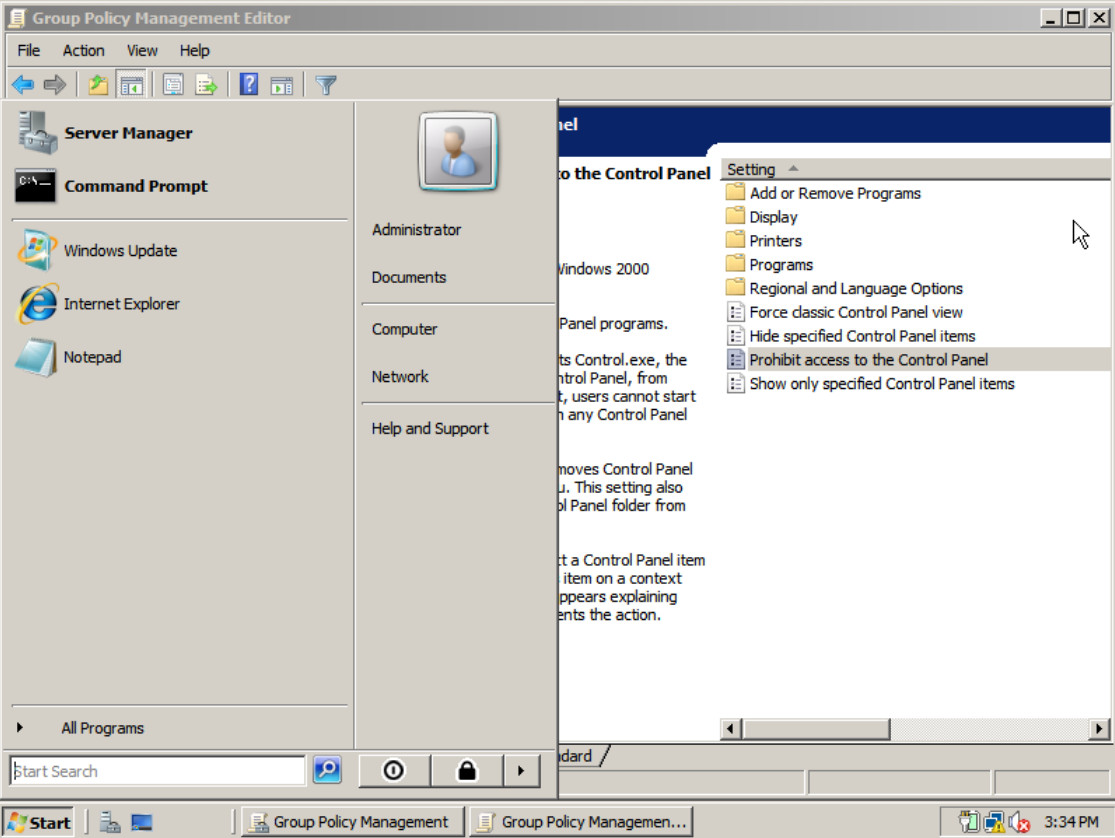 Group Policy Management Editor
File Action View Help
Server Manager
Command Prompt
Windows Update
Internet Explorer
Notepad
All Programs
Start Search
Administrator
Documents
Computer
Network
Help and Support
nel
to the Control Panel
Windows 2000
Panel programs.
ts Control.exe, the
ntrol Panel, from
t, users cannot start
n any Control Panel
moves Control Panel
u. This setting also
ol Panel folder from
ct a Control Panel item
s item on a context
appears explaining
ents the action.
Setting
Add or Remove Programs
Display
Printers
Programs
Regional and Language Options
Force classic Control Panel view
Hide specified Control Panel items
Prohibit access to the Control Panel
Show only specified Control Panel items
dard
Start Group Policy Management Group Policy Managemen... 3:34 PM